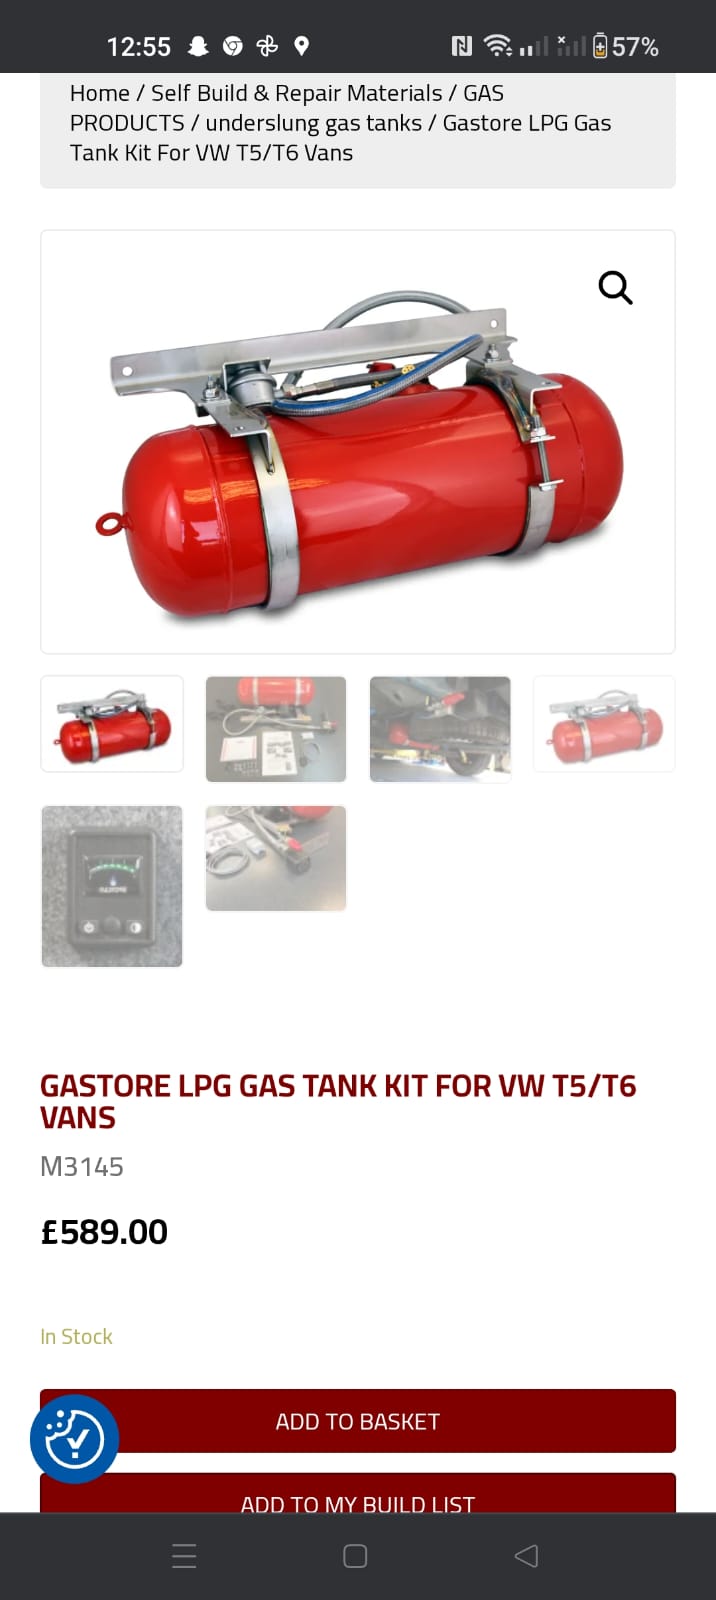 12:55 57%
Home / Self Build & Repair Materials / GAS
PRODUCTS / underslung gas tanks / Gastore LPG Gas
Tank Kit For VW T5/T6 Vans
GASTORE LPG GAS TANK KIT FOR VW T5/T6
VANS
M3145
£589.00
In Stock
ADD TO BASKET
ADD TO MY BUILD LIST